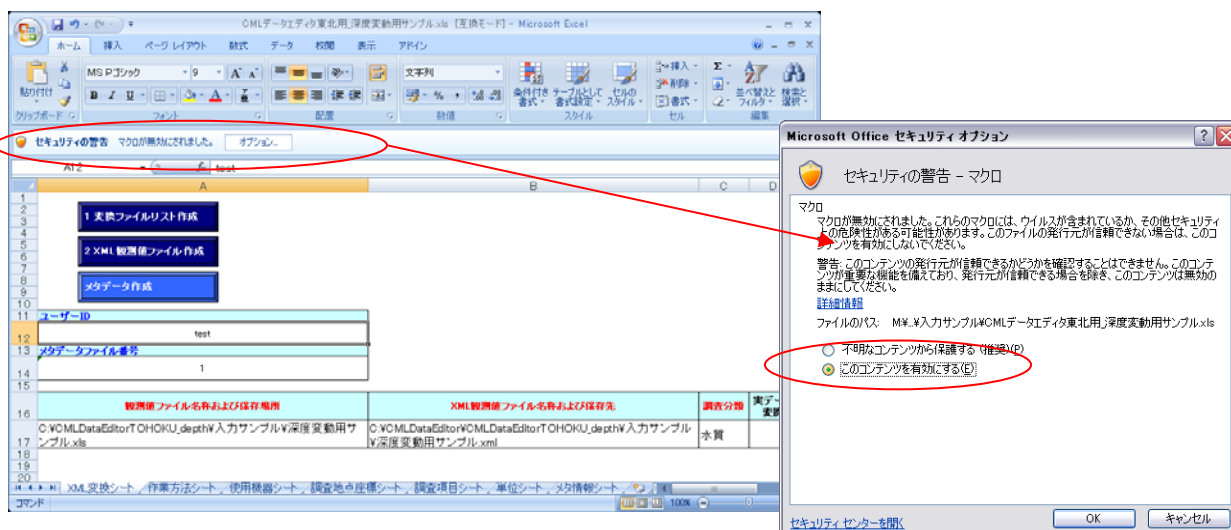 CMLデータエディタ東北用_深度変動用サンプル.xls [互換モード] - Microsoft Excel
ホーム 挿入 ページ レイアウト 数式 データ 校閲 表示 アドイン
MS Pゴシック 9 A A 文字列
貼り付け B I U A % , 条件付き書式 テーブルとして書式設定 セルのスタイル 挿入 削除 書式 Σ 並べ替えとフィルタ 検索と選択
クリップボード フォント 配置 数値 スタイル セル 編集
セキュリティの警告 マクロが無効にされました。 オプション...
A12 fx test
A B C D
1
2
3 1 変換ファイルリスト作成
4
5
6 2 XML 観測値ファイル作成
7
8
9 メタデータ作成
10
11 ユーザーID
12 test
13 メタデータファイル番号
14 1
15
16 観測値ファイル名称および保存場所 XML観測値ファイル名称および保存先 調査分類
17 C:¥CMLDataEditorTOHOKU_depth¥入力サンプル¥深度変動用サンプル.xls C:¥CMLDataEditor¥CMLDataEditorTOHOKU_depth¥入力サンプル¥深度変動用サンプル.xml 水質
18
19
20
XML変換シート 作業方法シート 使用機器シート 調査地点座標シート 調査項目シート 単位シート メタ情報シート
コマンド 100%
Microsoft Office セキュリティ オプション
セキュリティの警告 - マクロ
マクロ
マクロが無効にされました。これらのマクロには、ウイルスが含まれているか、その他セキュリティ
上の危険性がある可能性があります。このファイルの発行元が信頼できない場合は、このコ
ンテンツを有効にしないでください。
警告: このコンテンツの発行元が信頼できるかどうかを確認することはできません。このコンテ
ンツが重要な機能を備えており、発行元が信頼できる場合を除き、このコンテンツは無効の
ままにしてください。
詳細情報
ファイルのパス: M:¥...¥入力サンプル¥CMLデータエディタ東北用_深度変動用サンプル.xls
不明なコンテンツから保護する (推奨)(P)
このコンテンツを有効にする(E)
セキュリティ センターを開く OK キャンセル